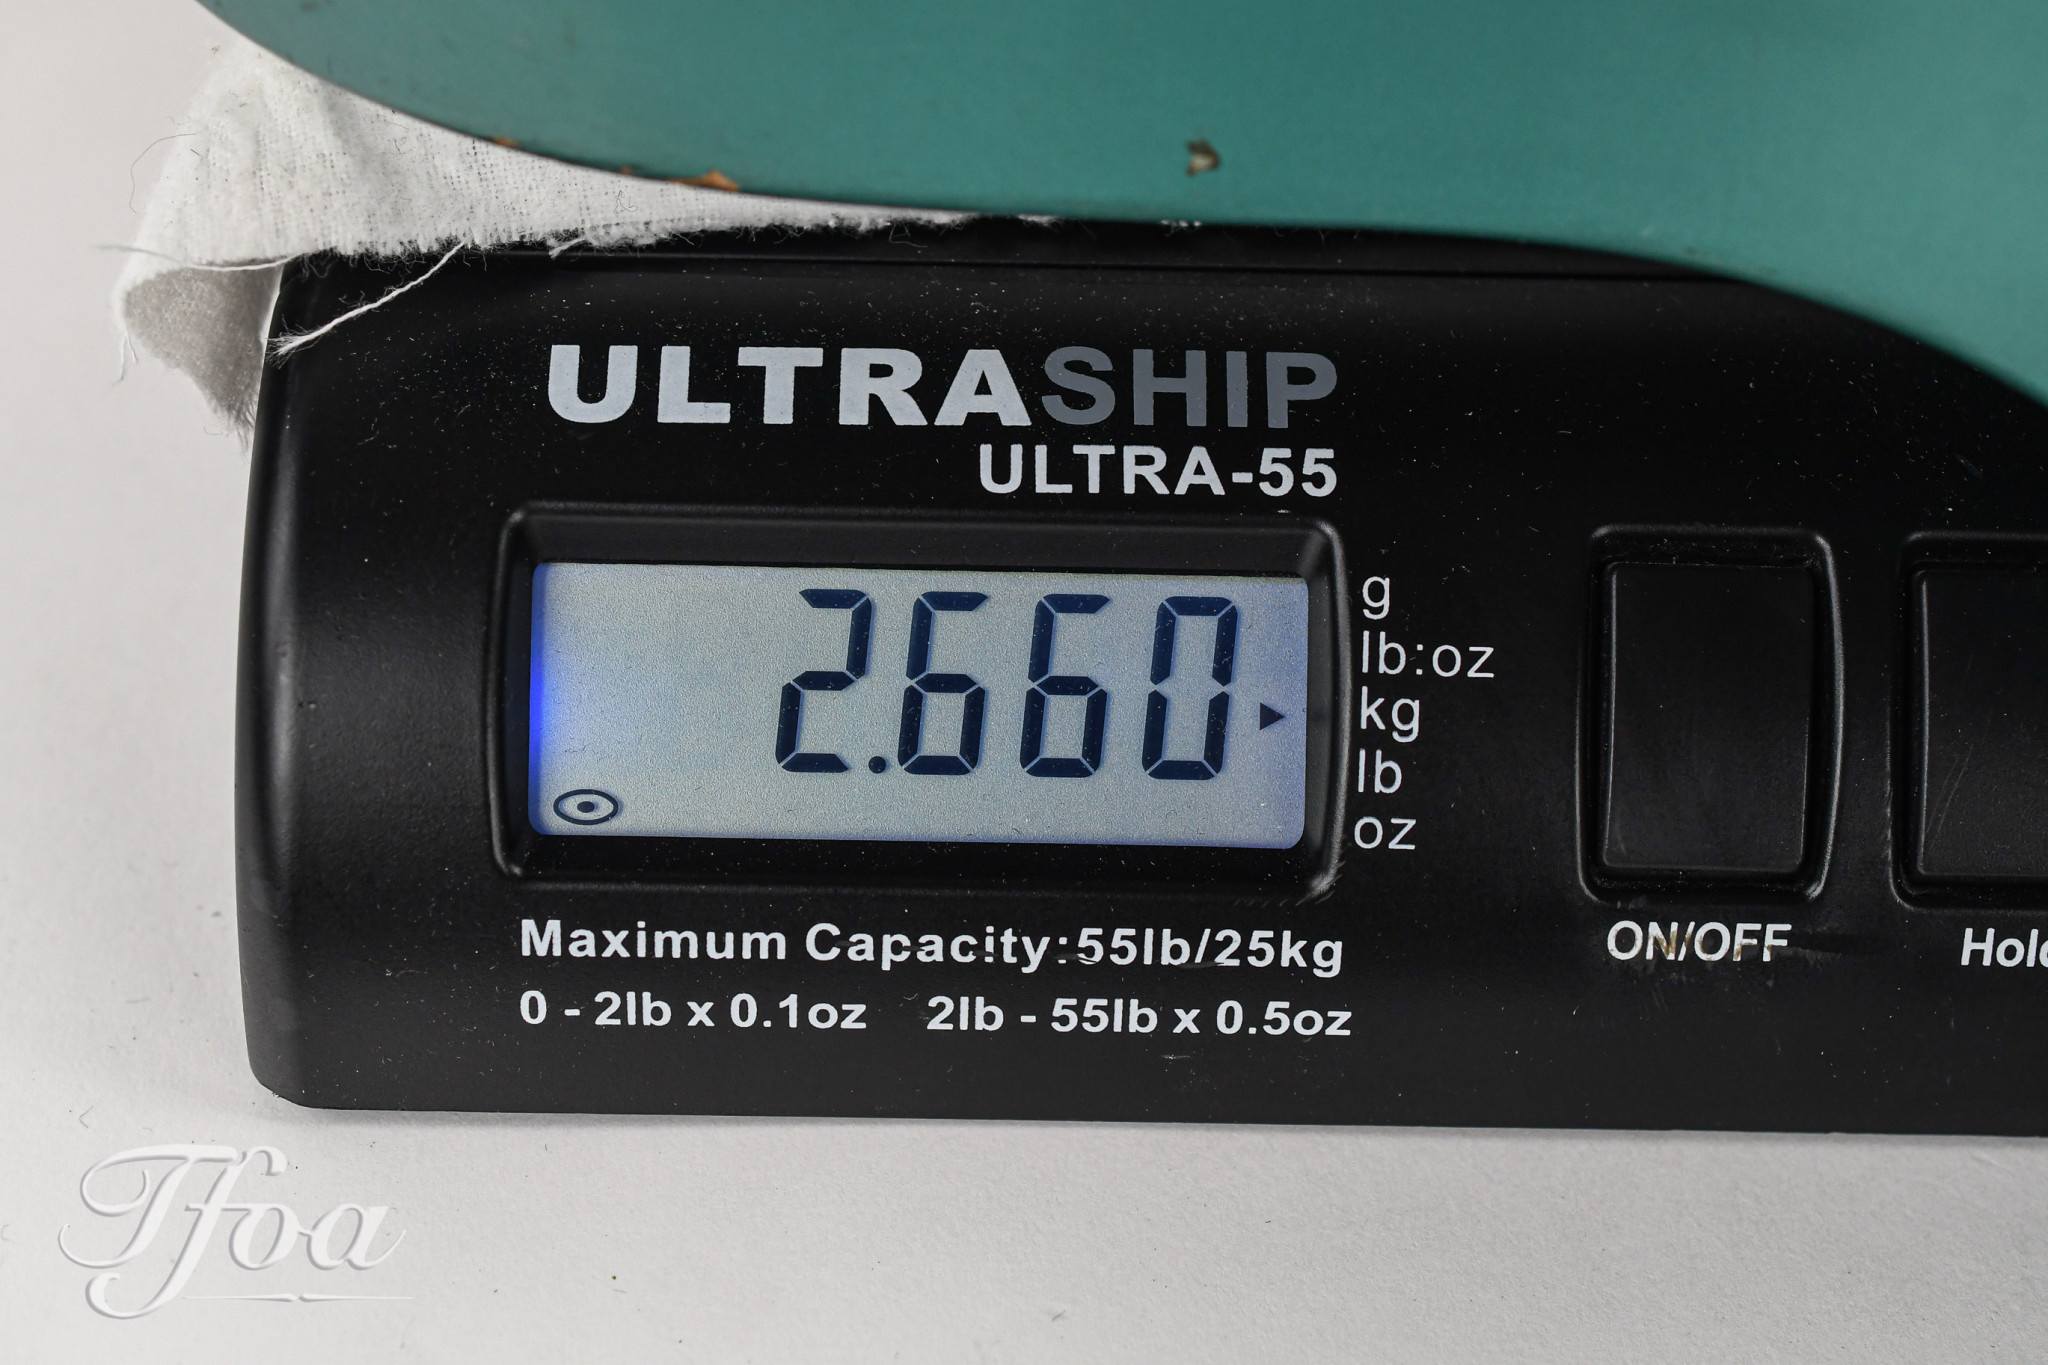 ULTRASHIP
ULTRA-55
2.660
g
lb:oz
kg
lb
oz
ON/OFF
Hold
Maximum Capacity:55lb/25kg
0 - 2lb x 0.1oz 2lb - 55lb x 0.5oz
Tfoa